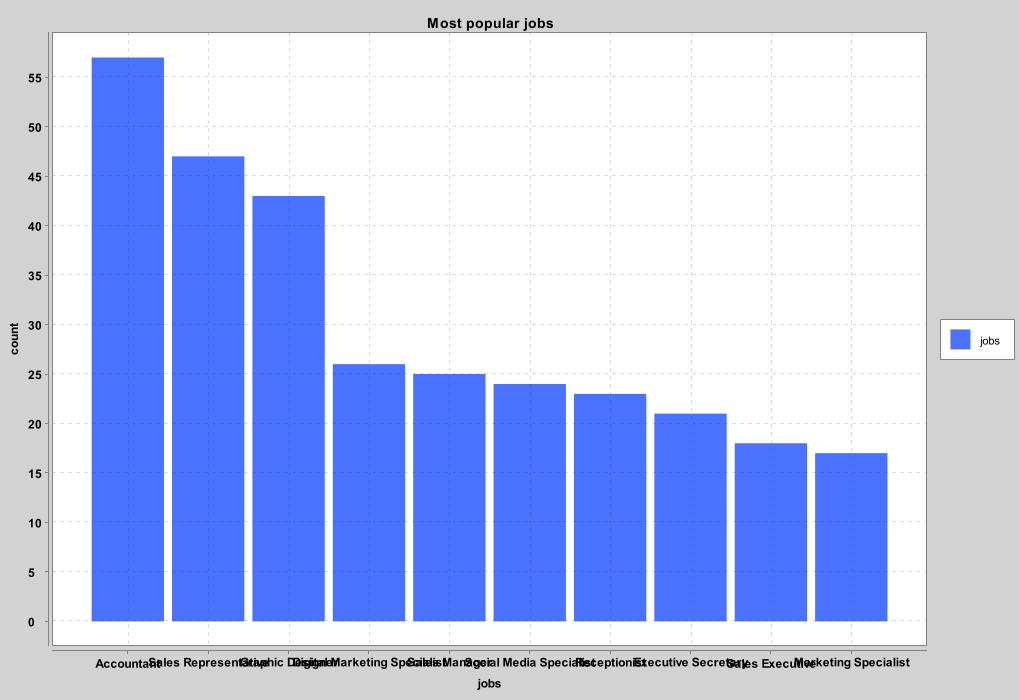 Most popular jobs
55
50
45
40
35
30
25
20
15
10
5
0
count
Accountant Sales Representative Graphic Designer Digital Marketing Specialist Sales Manager Social Media Specialist Receptionist Executive Secretary Sales Executive Marketing Specialist
jobs
jobs